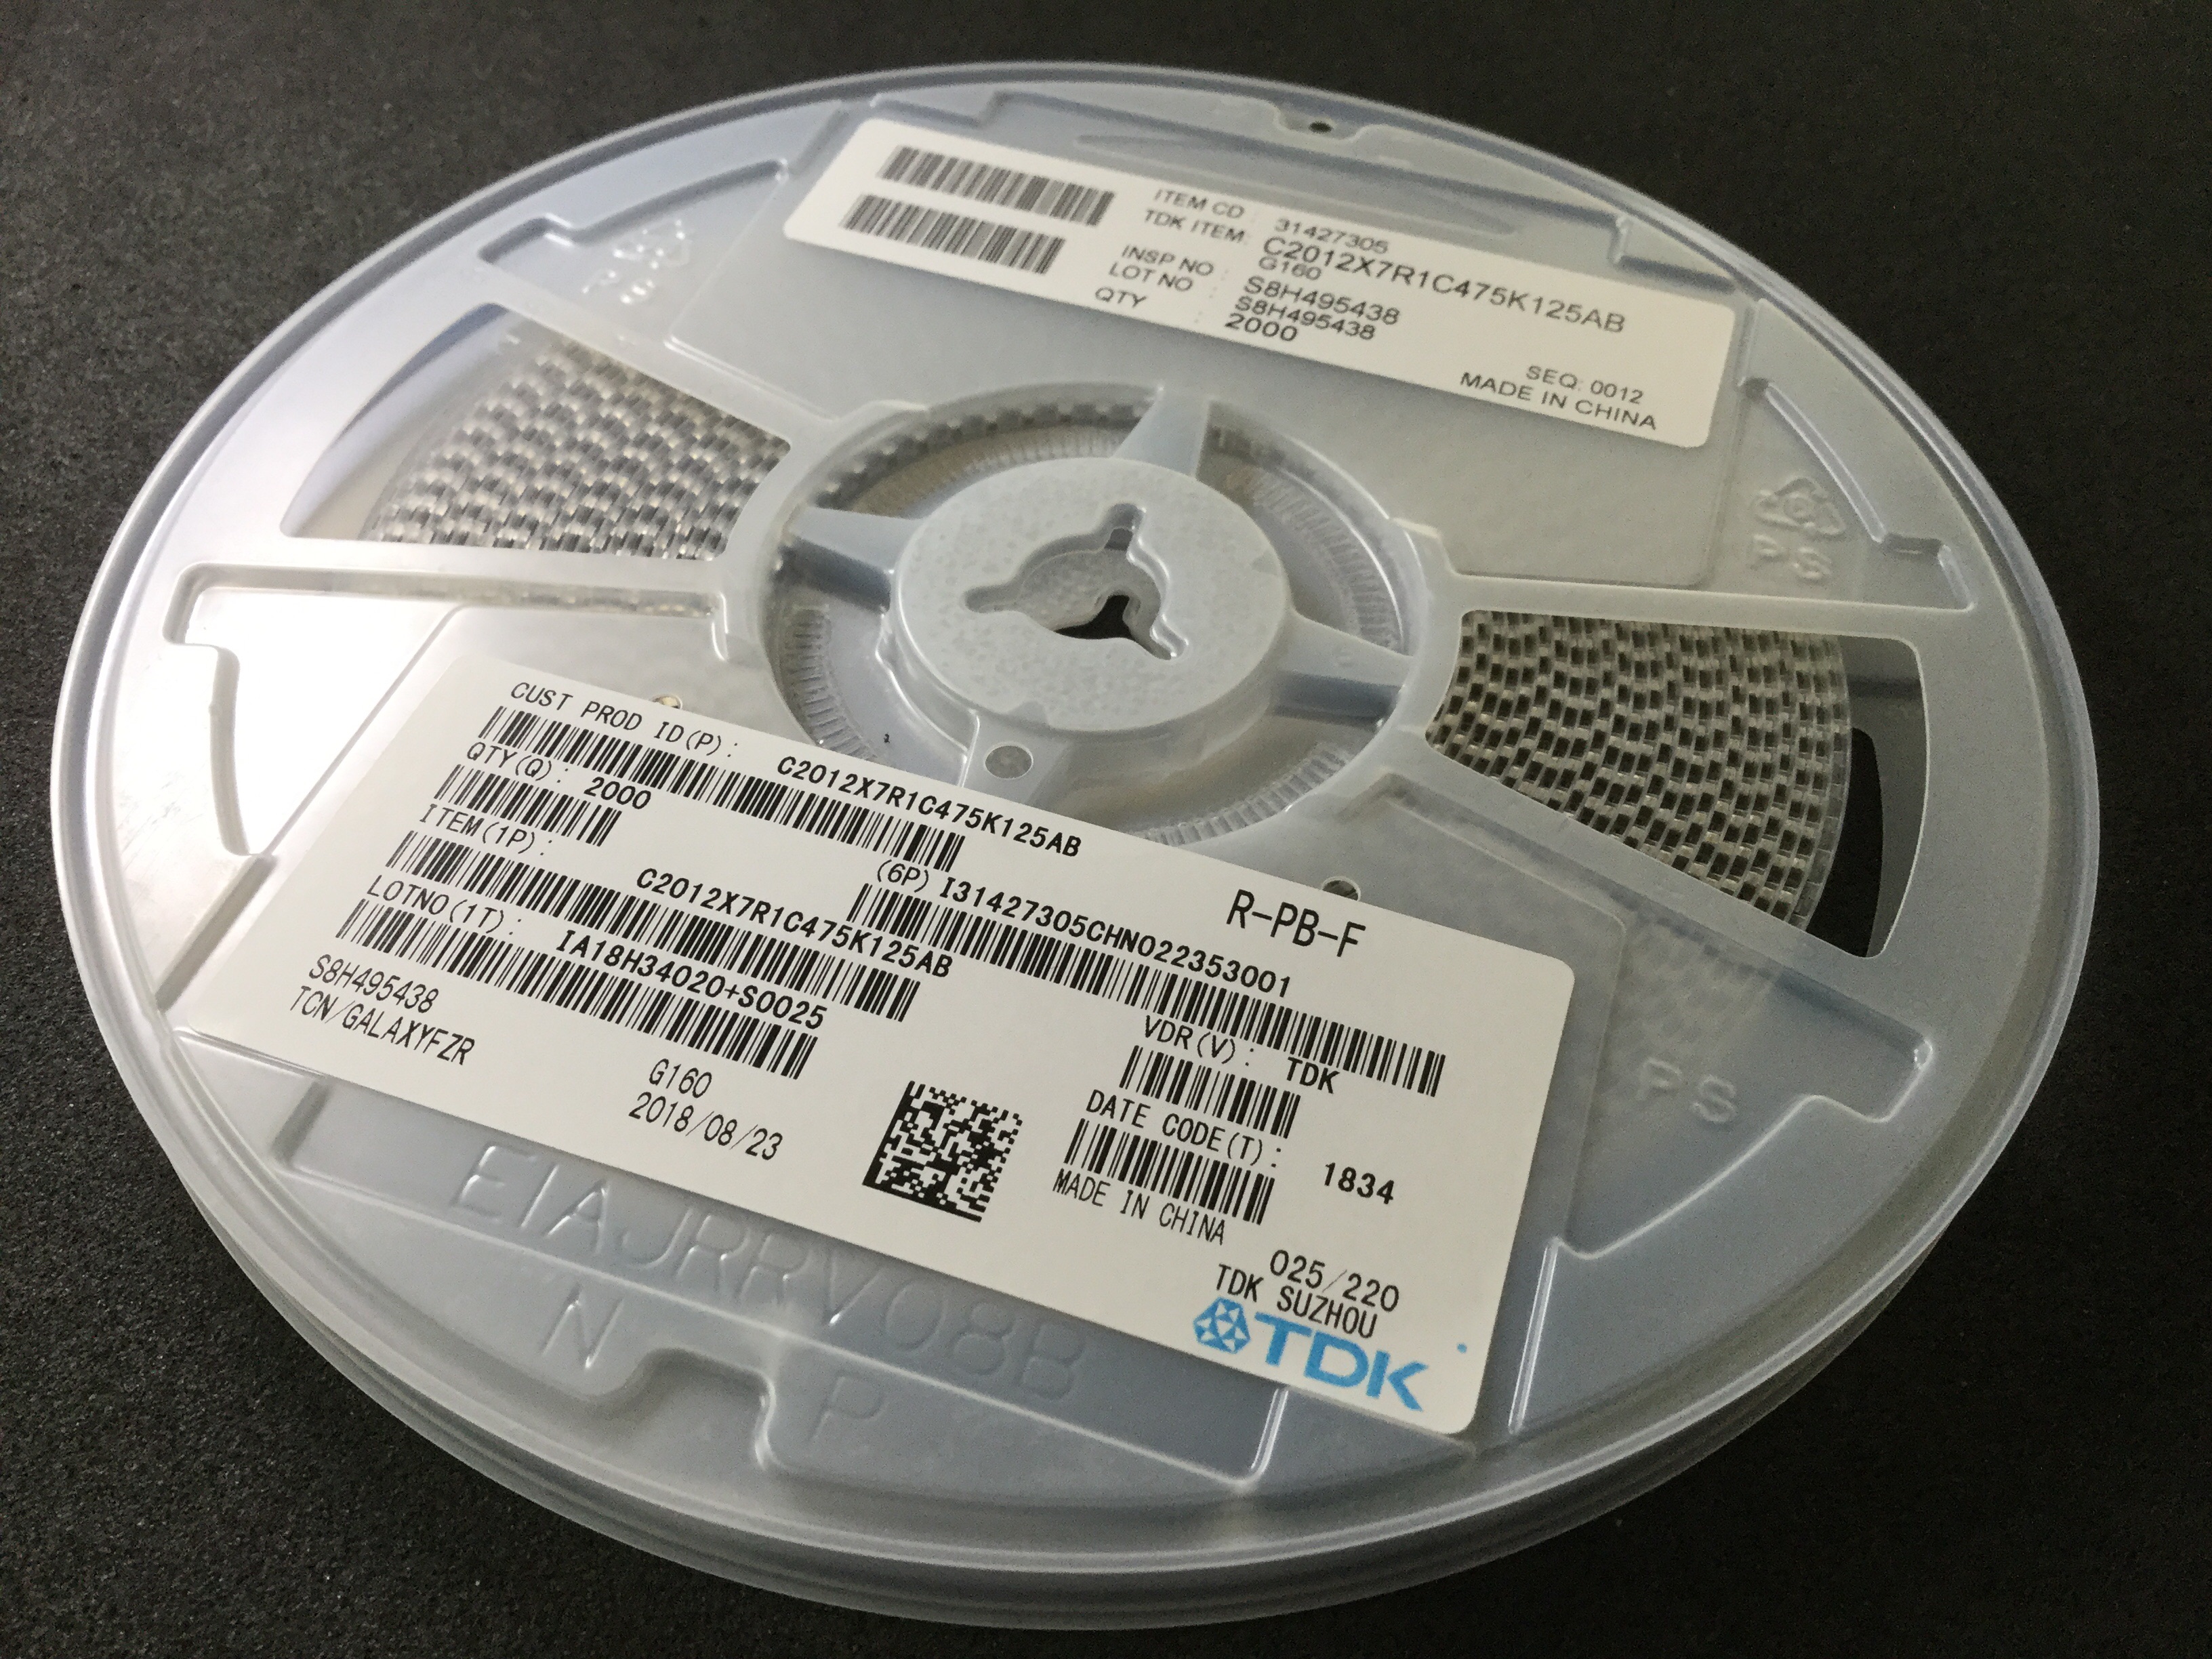 ITEM CD : 31427305
TDK ITEM: C2012X7R1C475K125AB
G160
INSP NO : S8H495438
LOT NO : S8H495438
QTY : 2000
SEQ: 0012
MADE IN CHINA
PS
CUST PROD ID(P): C2012X7R1C475K125AB
QTY(Q): 2000
R-PB-F
ITEM(1P): C2012X7R1C475K125AB
(6P) I31427305CHN022353001
LOTNO(1T): IA18H34020+S0025
VDR(V): TDK
S8H495438
TCN/GALAXYFZR
G160
2018/08/23
DATE CODE(T): 1834
MADE IN CHINA
025/220
TDK SUZHOU
TDK
PS
EIAJRRV08B
N
P